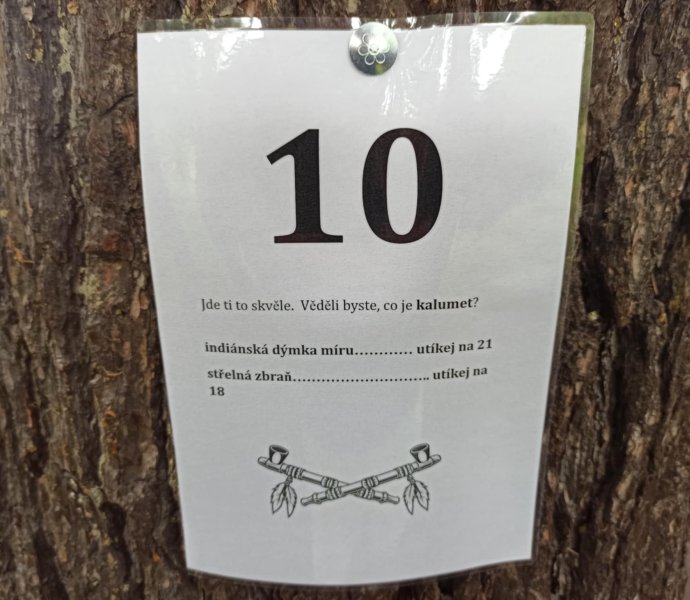 10
Jde ti to skvěle. Věděli byste, co je kalumet?
indiánská dýmka míru............ utíkej na 21
střelná zbraň.............................. utíkej na
18